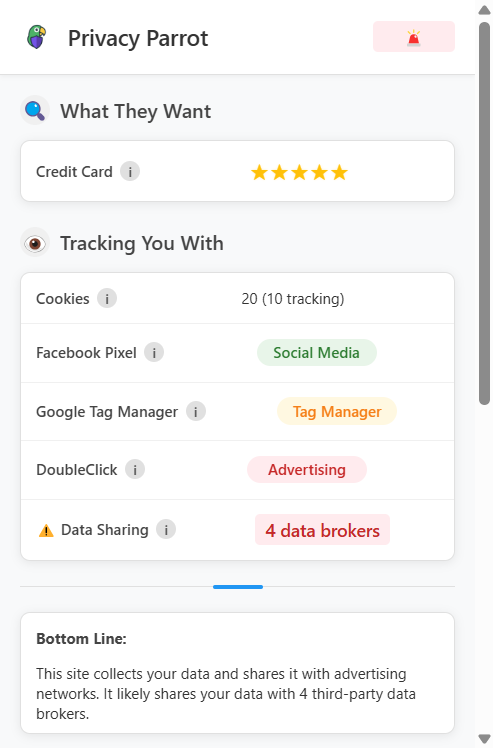 Privacy Parrot
What They Want
Credit Card i
Tracking You With
Cookies i 20 (10 tracking)
Facebook Pixel i Social Media
Google Tag Manager i Tag Manager
DoubleClick i Advertising
Data Sharing i 4 data brokers
Bottom Line:
This site collects your data and shares it with advertising
networks. It likely shares your data with 4 third-party data
brokers.